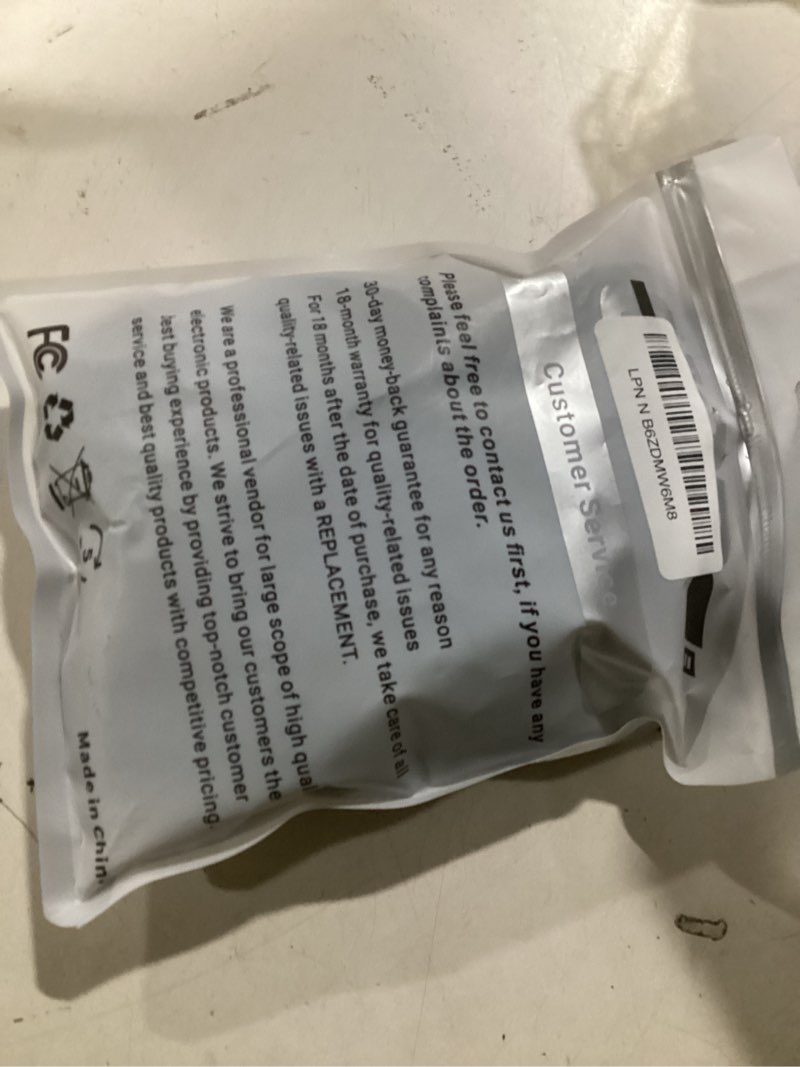 LPN N B6ZDMW6M8
Customer Service
Please feel free to contact us first, if you have any
complaints about the order.
30-day money-back guarantee for any reason
18-month warranty for quality-related issues
For 18 months after the date of purchase, we take care of all
quality-related issues with a REPLACEMENT.
We are a professional vendor for large scope of high qual
electronic products. We strive to bring our customers the
best buying experience by providing top-notch customer
service and best quality products with competitive pricing.
FC
5
Made in Chin